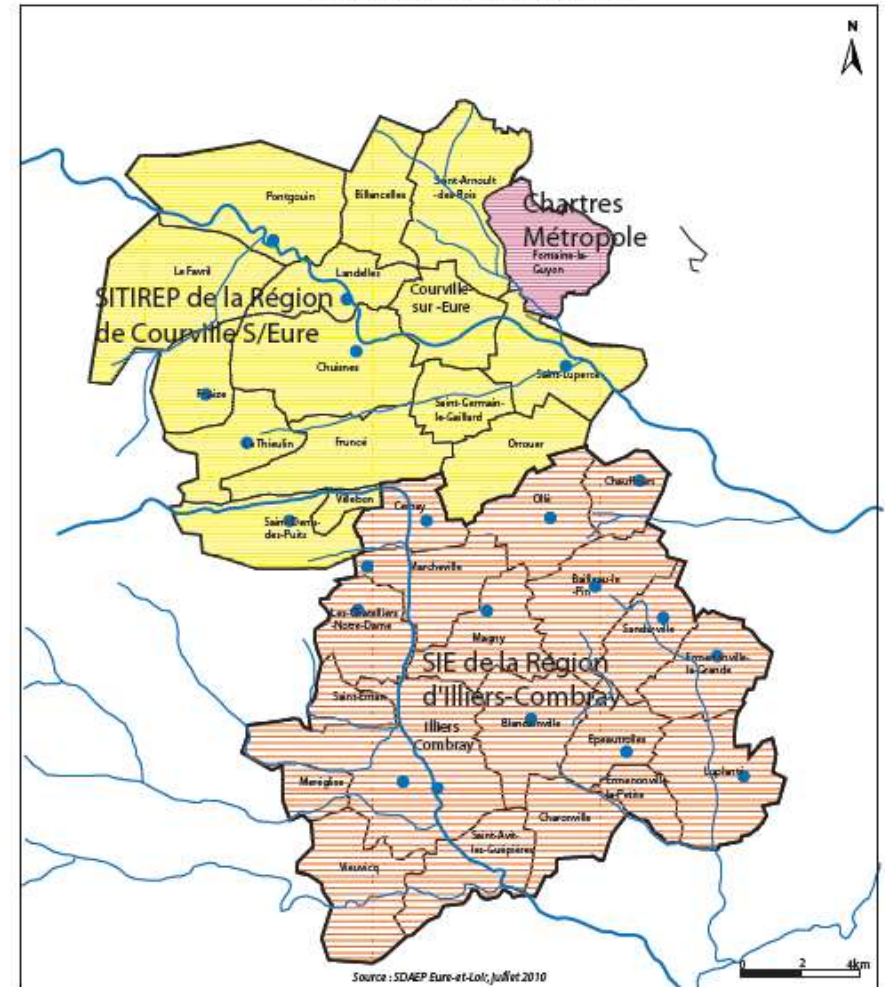 N
Pontgouin
Billancelles
Saint-Arnoult
-des-Bois
Chartres
Métropole
Fontaine-la-
Guyon
Le Favril
Landelles
Courville-
sur -Eure
SITIREP de la Région
de Courville S/Eure
Chuisnes
Saint-Luperce
Friaize
Saint-Germain-
le-Gaillard
Le Thieulin
Fruncé
Orrouer
Villebon
Saint-Denis-
des-Puits
Cernay
Ollé
Chauffours
Marcheville
Bailleau-le
-Pin
Les-Chatelliers
-Notre-Dame
Magny
Sandarville
Ermenonville-
la-Grande
SIE de la Région
d'Illiers-Combray
Saint-Eman
Illiers
Combray
Blandainville
Epeautrolles
Luplanté
Méréglise
Ermenonville-
la-Petite
Charonville
Saint-Avit-
les-Guépières
Vieuvicq
0 2 4km
Source : SDAEP Eure-et-Loir, juillet 2010